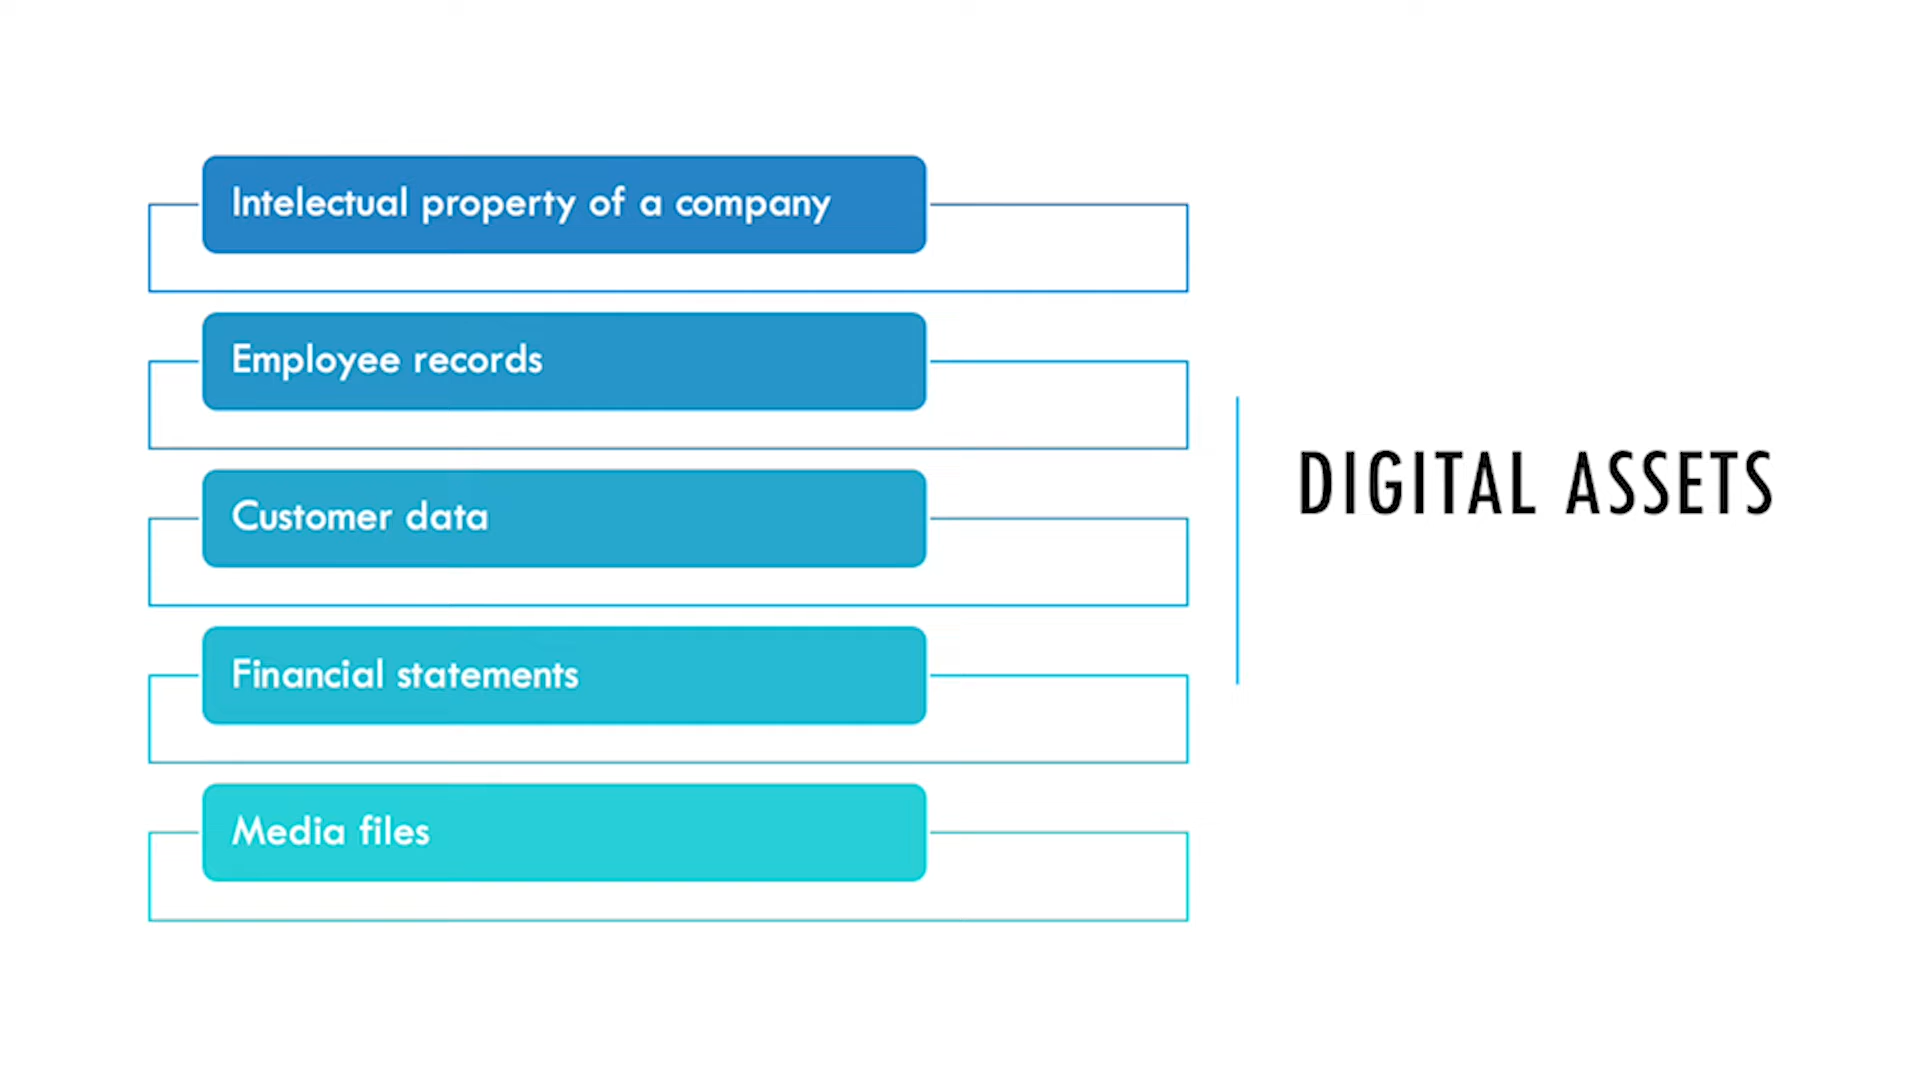 Intelectual property of a company
Employee records
Customer data
Financial statements
Media files
DIGITAL ASSETS